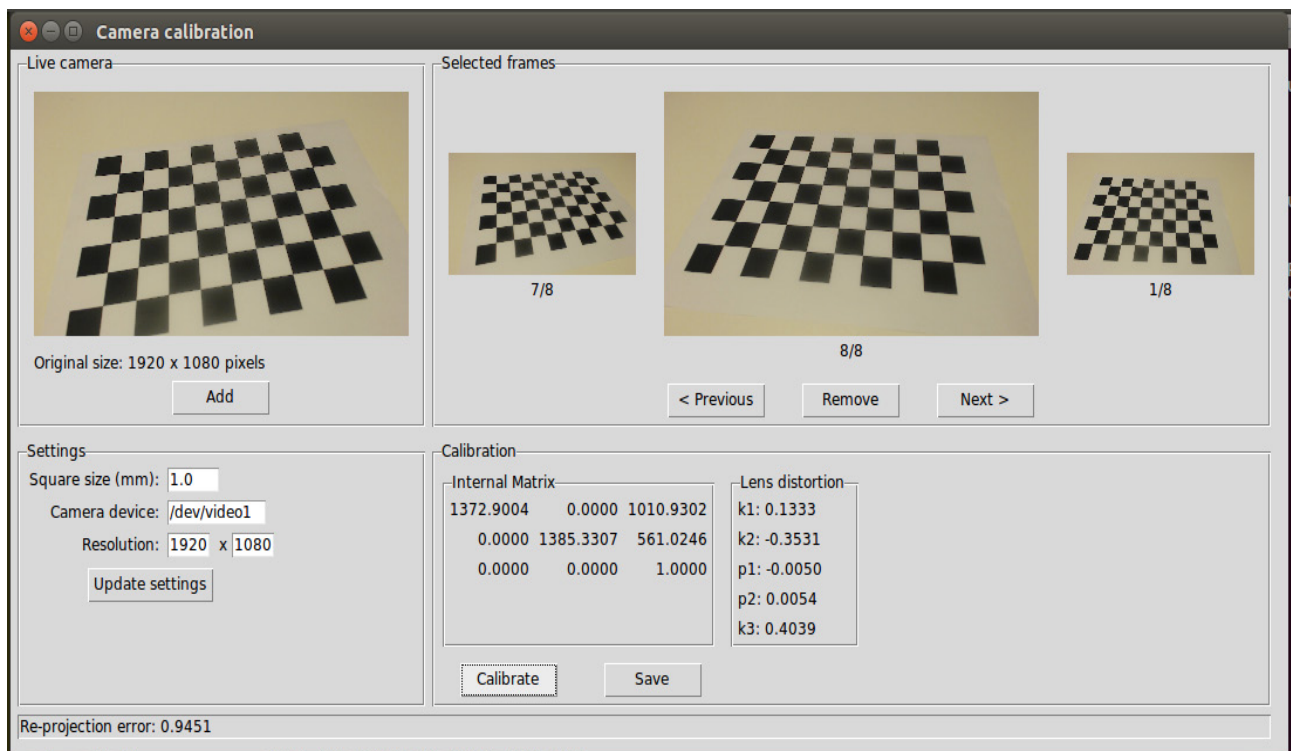 Camera calibration
Live camera
Original size: 1920 x 1080 pixels
Add
Selected frames
7/8
8/8
1/8
< Previous
Remove
Next >
Settings
Square size (mm): 1.0
Camera device: /dev/video1
Resolution: 1920 x 1080
Update settings
Calibration
Internal Matrix
1372.9004 0.0000 1010.9302
0.0000 1385.3307 561.0246
0.0000 0.0000 1.0000
Lens distortion
k1: 0.1333
k2: -0.3531
p1: -0.0050
p2: 0.0054
k3: 0.4039
Calibrate
Save
Re-projection error: 0.9451